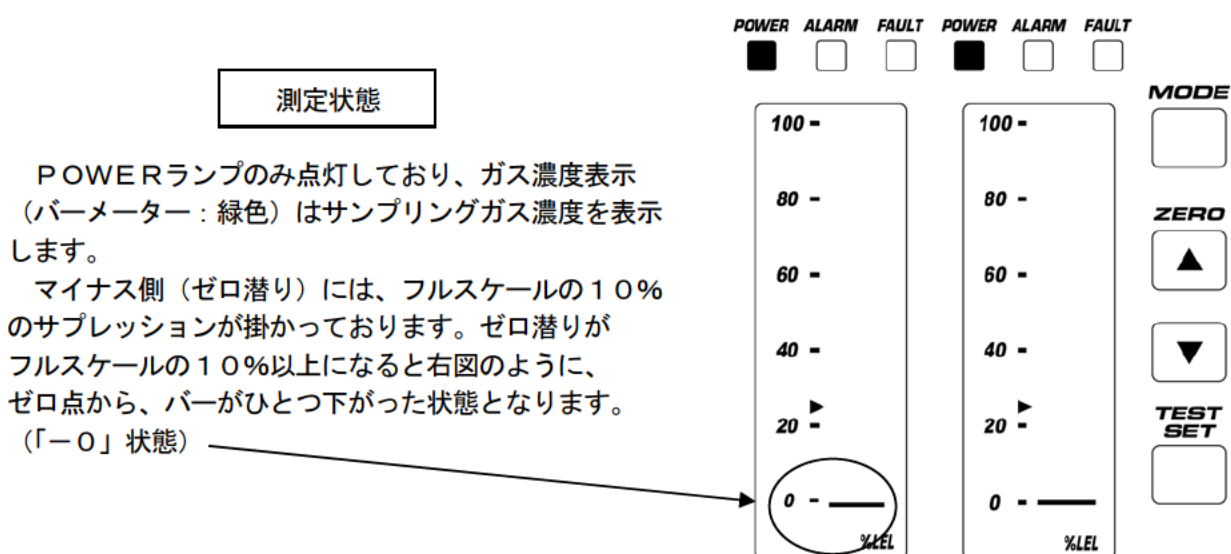 POWER ALARM FAULT POWER ALARM FAULT
測定状態
MODE
100 100
POWERランプのみ点灯しており、ガス濃度表示
(バーメーター:緑色)はサンプリングガス濃度を表示
します。
80 80
ZERO
マイナス側(ゼロ潜り)には、フルスケールの10%
のサプレッションが掛かっております。ゼロ潜りが
フルスケールの10%以上になると右図のように、
ゼロ点から、バーがひとつ下がった状態となります。
(「-0」状態)
60 60
▲
40 40
▼
20 20
TEST
SET
0 0
%LEL %LEL